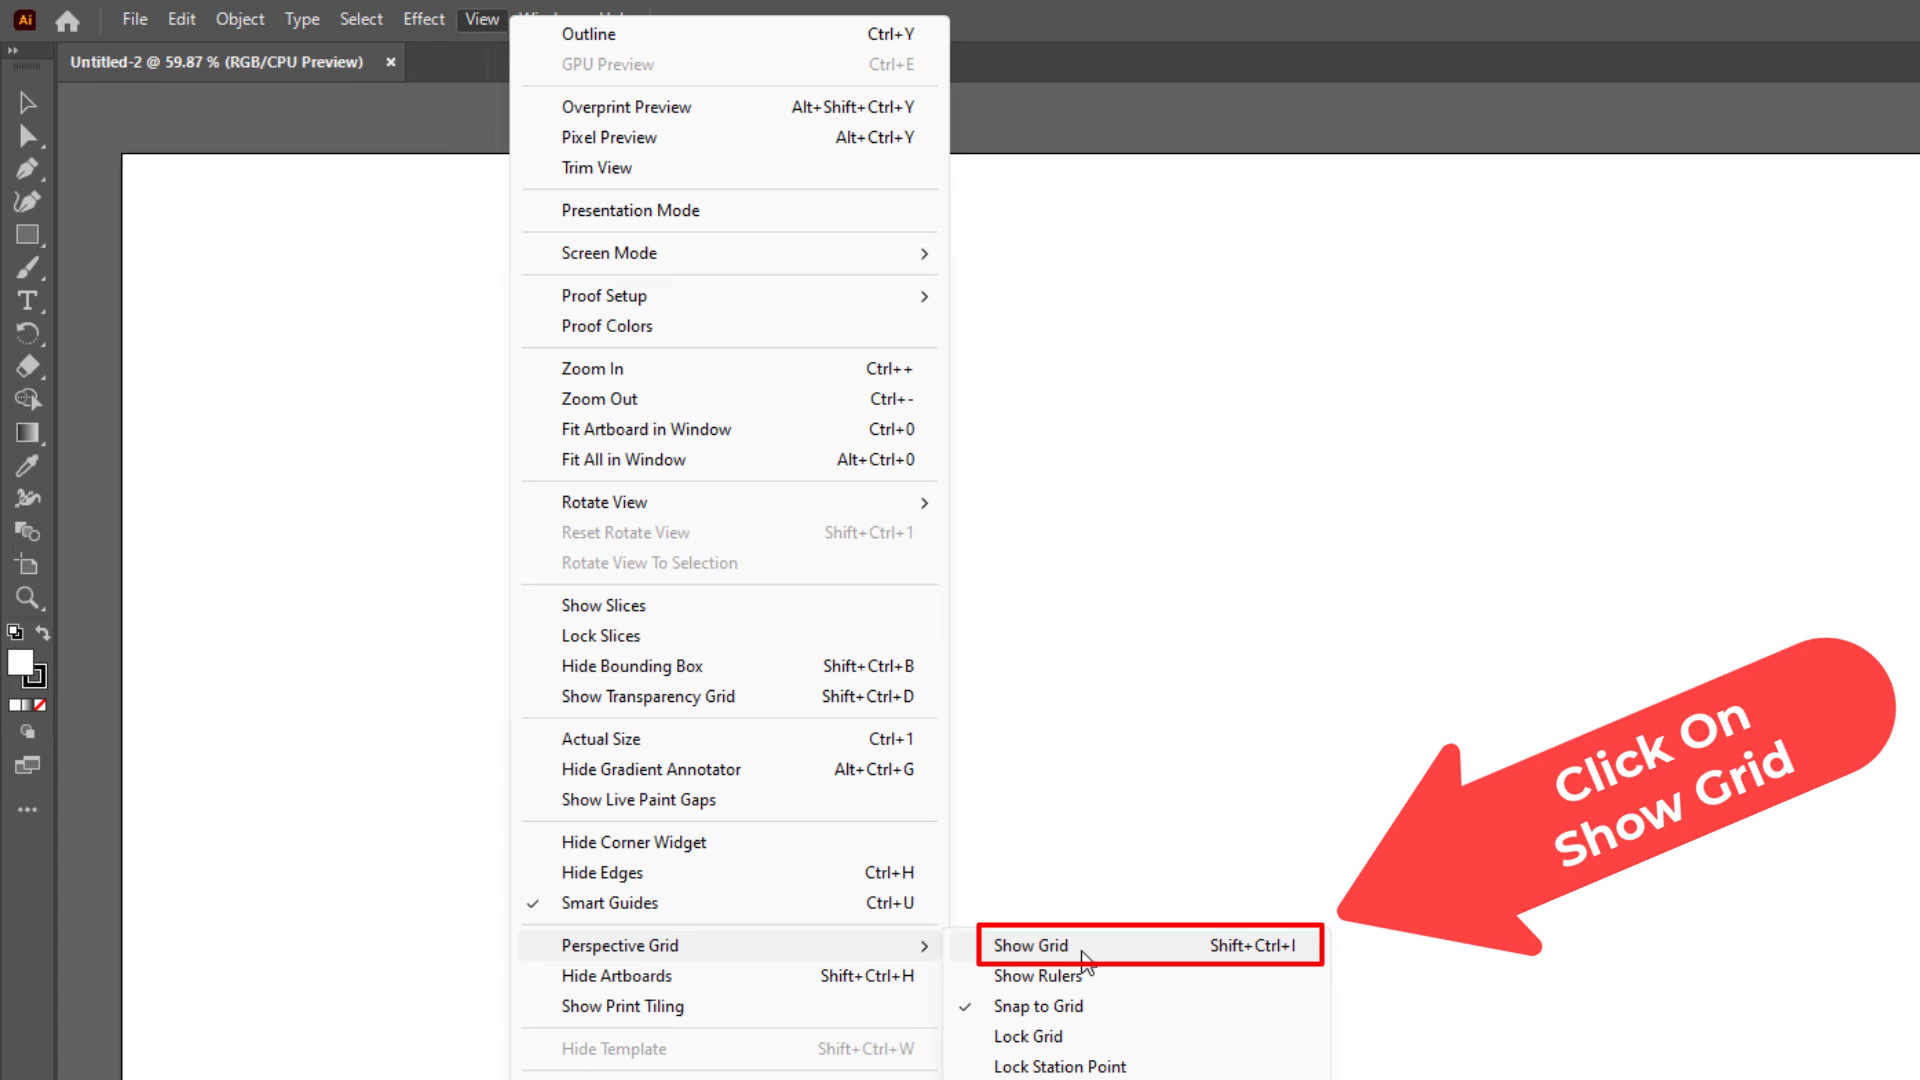 Ai File Edit Object Type Select Effect View
Untitled-2 @ 59.87 % (RGB/CPU Preview) ×
Outline Ctrl+Y
GPU Preview Ctrl+E
Overprint Preview Alt+Shift+Ctrl+Y
Pixel Preview Alt+Ctrl+Y
Trim View
Presentation Mode
Screen Mode
Proof Setup
Proof Colors
Zoom In Ctrl++
Zoom Out Ctrl+-
Fit Artboard in Window Ctrl+0
Fit All in Window Alt+Ctrl+0
Rotate View
Reset Rotate View Shift+Ctrl+1
Rotate View To Selection
Show Slices
Lock Slices
Hide Bounding Box Shift+Ctrl+B
Show Transparency Grid Shift+Ctrl+D
Actual Size Ctrl+1
Hide Gradient Annotator Alt+Ctrl+G
Show Live Paint Gaps
Hide Corner Widget
Hide Edges Ctrl+H
Smart Guides Ctrl+U
Perspective Grid
Hide Artboards Shift+Ctrl+H
Show Print Tiling
Hide Template Shift+Ctrl+W
Show Grid Shift+Ctrl+I
Show Rulers
Snap to Grid
Lock Grid
Lock Station Point
Click On
Show Grid